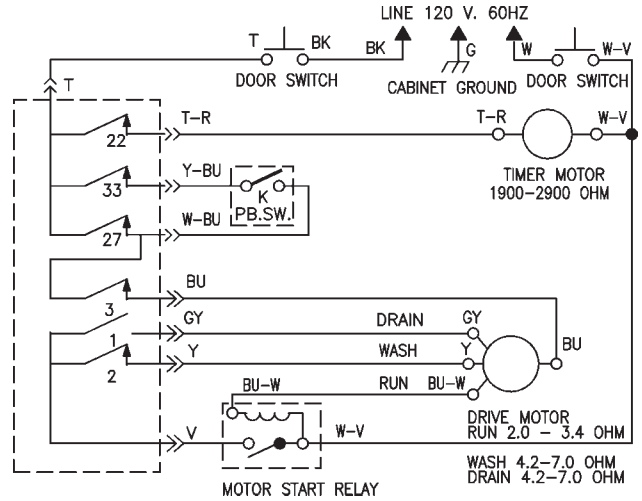 LINE 120 V. 60HZ
T BK BK G W W-V
DOOR SWITCH CABINET GROUND DOOR SWITCH
T
T-R T-R W-V
22
TIMER MOTOR
1900-2900 OHM
Y-BU
33 K
W-BU PB.SW.
27
BU
3
GY DRAIN GY
1
Y WASH Y BU
2
BU-W RUN BU-W
V W-V
DRIVE MOTOR
RUN 2.0 - 3.4 OHM
WASH 4.2-7.0 OHM
DRAIN 4.2-7.0 OHM
MOTOR START RELAY